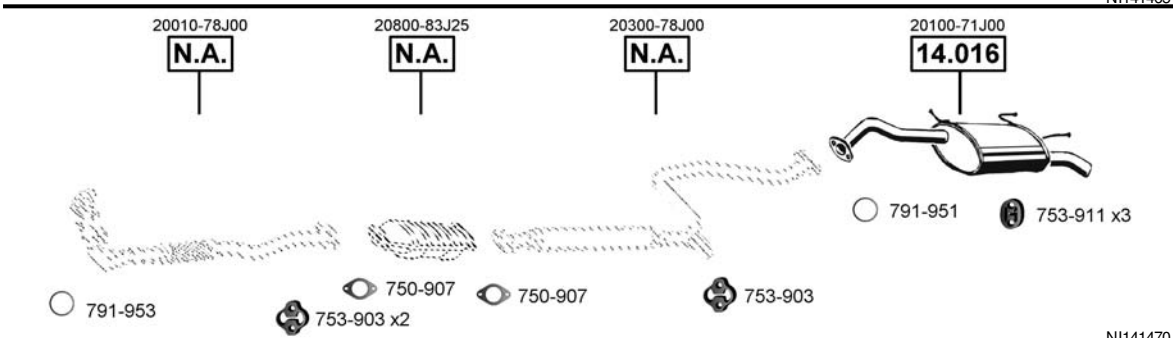 20010-78J00 20800-83J25 20300-78J00 20100-71J00
N.A. N.A. N.A. 14.016
791-951 753-911 x3
750-907 750-907 753-903
791-953 753-903 x2
NI141470